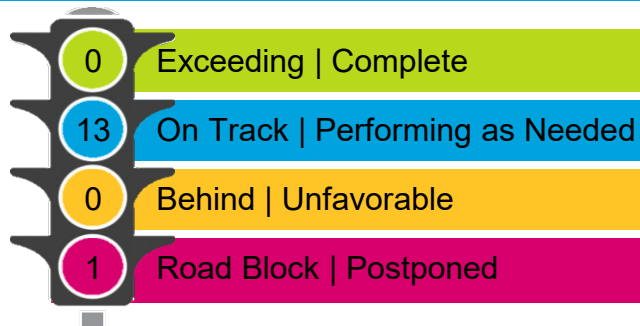 0 Exceeding | Complete
13 On Track | Performing as Needed
0 Behind | Unfavorable
1 Road Block | Postponed